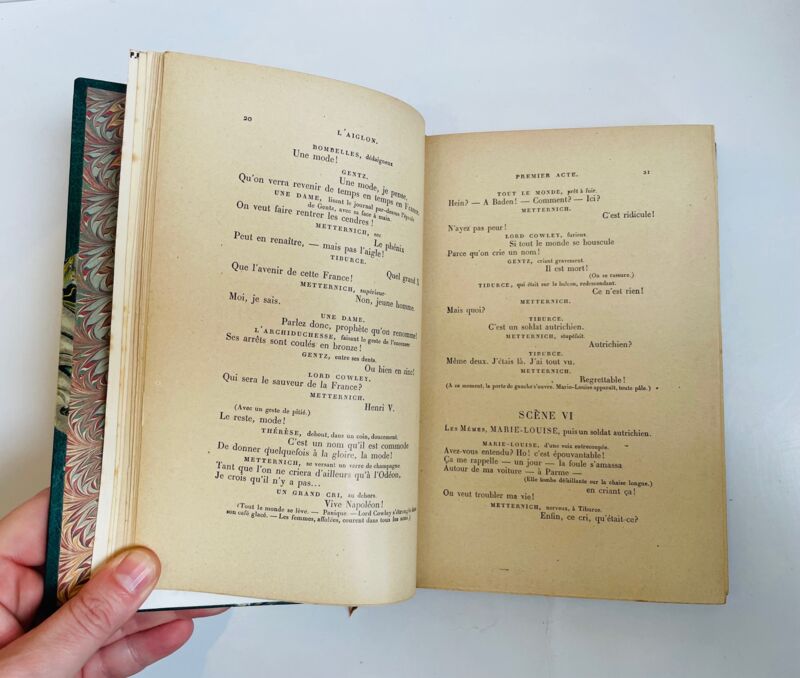 20
L'AIGLON.
BOMBELLES, dédaigneux
Une mode!
GENTZ.
Une mode, je pense,
Qu'on verra revenir de temps en temps en France.
UNE DAME, lisant le journal par-dessus l'épaule
de Gentz, avec sa face à main.
On veut faire rentrer les cendres!
METTERNICH, sec
Le phénix
Peut en renaître, — mais pas l'aigle!
TIBURCE.
Quel grand X
Que l'avenir de cette France!
METTERNICH, supérieur
Non, jeune homme.
Moi, je sais.
UNE DAME.
Parlez donc, prophète qu'on renomme!
L'ARCHIDUCHESSE, faisant le geste de l'encenser
Ses arrêts sont coulés en bronze!
GENTZ, entre ses dents.
Ou bien en zinc!
LORD COWLEY.
Qui sera le sauveur de la France?
METTERNICH.
Henri V.
(Avec un geste de pitié.)
Le reste, mode!
THÉRÈSE, debout, dans un coin, doucement.
C'est un nom qu'il est commode
De donner quelquefois à la gloire, la mode!
METTERNICH, se versant un verre de champagne
Tant que l'on ne criera d'ailleurs qu'à l'Odéon,
Je crois qu'il n'y a pas...
UN GRAND CRI, au dehors.
Vive Napoléon!
(Tout le monde se lève. — Panique. — Lord Cowley s'étrangle dans
son café glacé. — Les femmes, affolées, courent dans tous les sens.)
PREMIER ACTE.
21
TOUT LE MONDE, prêt à fuir.
Hein? — A Baden! — Comment? — Ici?
METTERNICH.
C'est ridicule!
N'ayez pas peur!
LORD COWLEY, furieux.
Si tout le monde se bouscule
Parce qu'on crie un nom!
GENTZ, criant gravement.
Il est mort!
(On se rassure.)
TIBURCE, qui était sur le balcon, redescendant.
Ce n'est rien!
METTERNICH.
Mais quoi?
TIBURCE.
C'est un soldat autrichien.
METTERNICH, stupéfait.
Autrichien?
TIBURCE.
Même deux. J'étais là. J'ai tout vu.
METTERNICH.
Regrettable!
(A ce moment, la porte de gauche s'ouvre. Marie-Louise apparaît, toute pâle.)
SCÈNE VI
LES MÊMES, MARIE-LOUISE, puis un soldat autrichien.
MARIE-LOUISE, d'une voix entrecoupée.
Avez-vous entendu? Ho! c'est épouvantable!
Ça me rappelle — un jour — la foule s'amassa
Autour de ma voiture — à Parme —
(Elle tombe défaillante sur la chaise longue.)
en criant ça!
On veut troubler ma vie!
METTERNICH, nerveux, à Tiburce.
Enfin, ce cri, qu'était-ce?